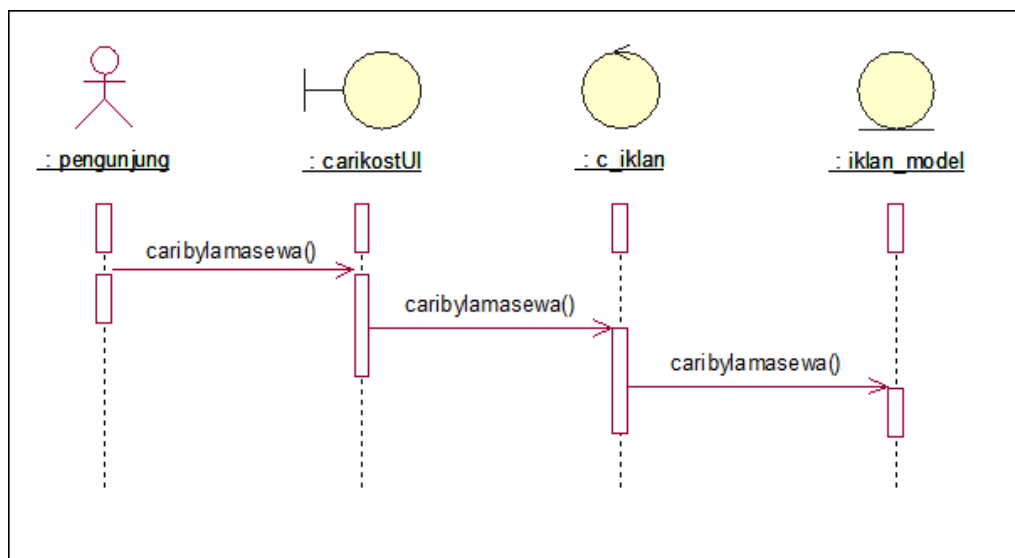 : pengunjung
: carikostUI
: c_iklan
: iklan_model
caribylamasewa()
caribylamasewa()
caribylamasewa()